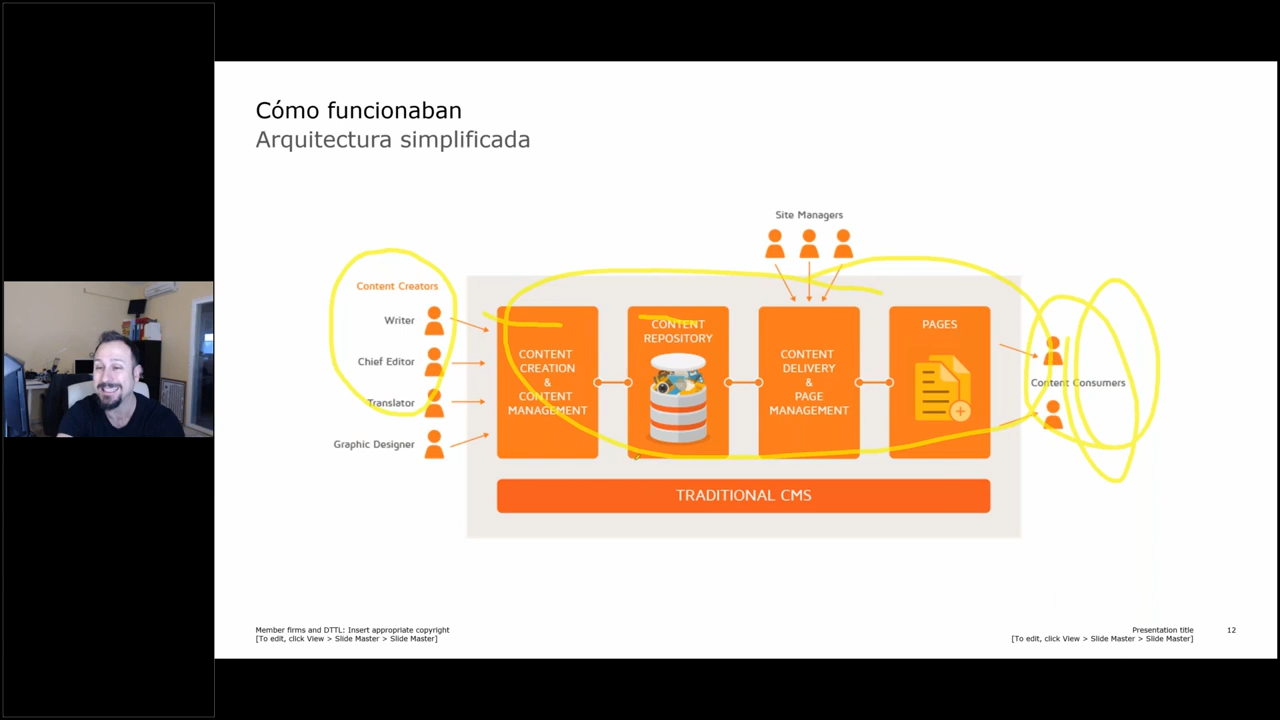 Cómo funcionaban
Arquitectura simplificada
Site Managers
Content Creators
Writer
Chief Editor
Translator
Graphic Designer
CONTENT
CREATION
&
CONTENT
MANAGEMENT
CONTENT
REPOSITORY
CONTENT
DELIVERY
&
PAGE
MANAGEMENT
PAGES
Content Consumers
TRADITIONAL CMS
Member firms and DTTL: Insert appropriate copyright
[To edit, click View > Slide Master > Slide Master]
Presentation title
[To edit, click View > Slide Master > Slide Master]
12